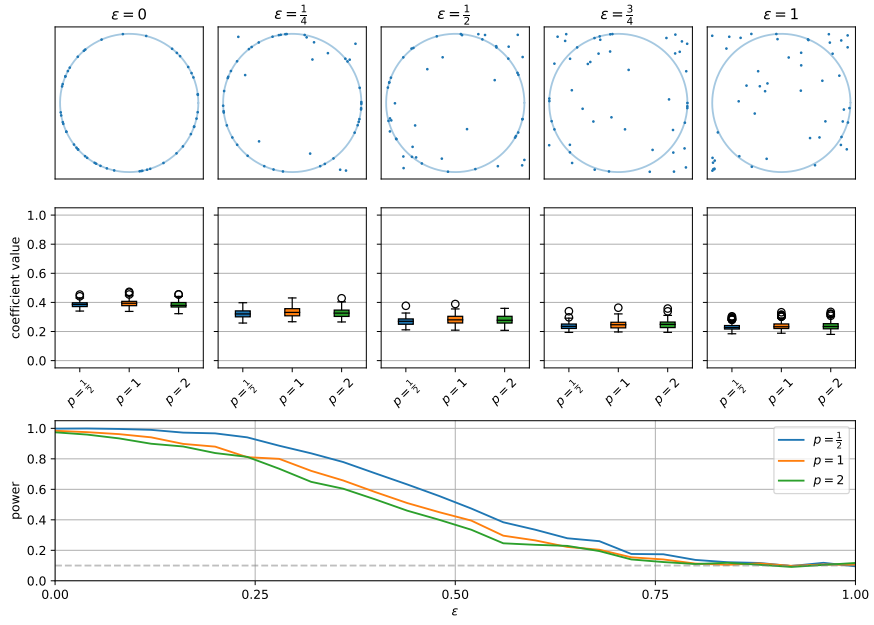 ε = 0 ε = 1/4 ε = 1/2 ε = 3/4 ε = 1
coefficient value
1.0
0.8
0.6
0.4
0.2
0.0
p = 1/2 p = 1 p = 2 p = 1/2 p = 1 p = 2 p = 1/2 p = 1 p = 2 p = 1/2 p = 1 p = 2 p = 1/2 p = 1 p = 2
power
1.0
0.8
0.6
0.4
0.2
0.0
p = 1/2
p = 1
p = 2
0.00 0.25 0.50 0.75 1.00
ε